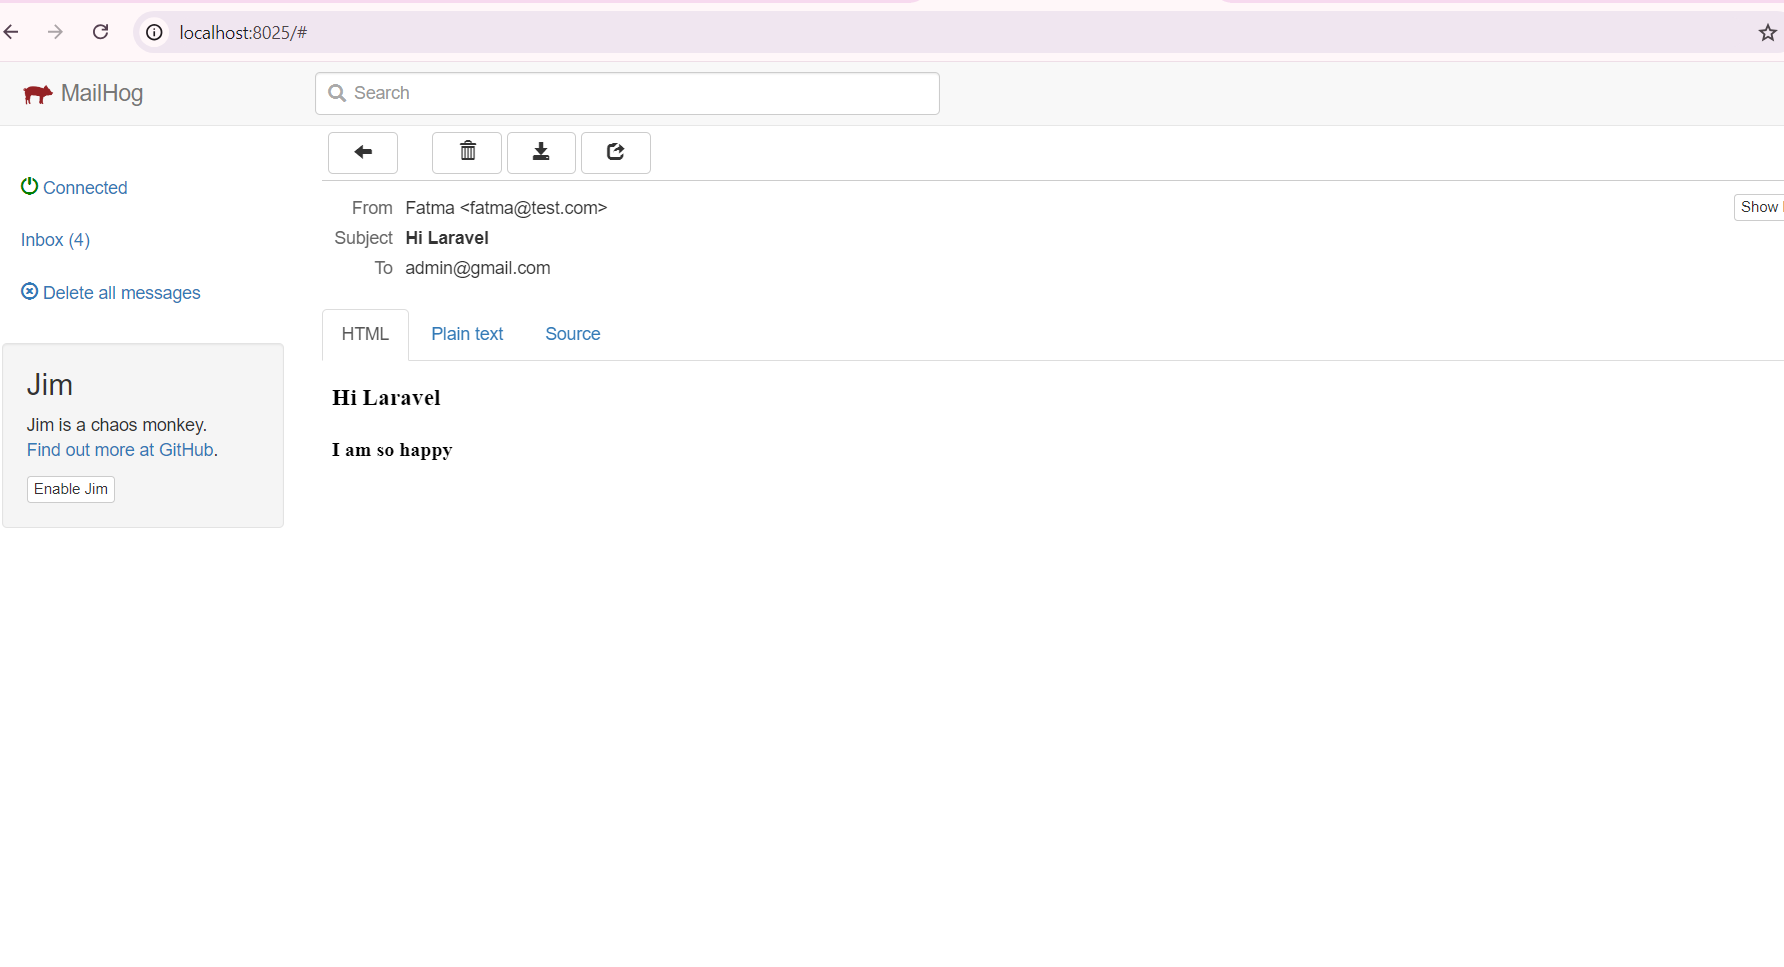 localhost:8025/#
MailHog
Search
Connected
Inbox (4)
Delete all messages
Jim
Jim is a chaos monkey.
Find out more at GitHub.
Enable Jim
From Fatma <fatma@test.com>
Show
Subject Hi Laravel
To admin@gmail.com
HTML Plain text Source
Hi Laravel
I am so happy